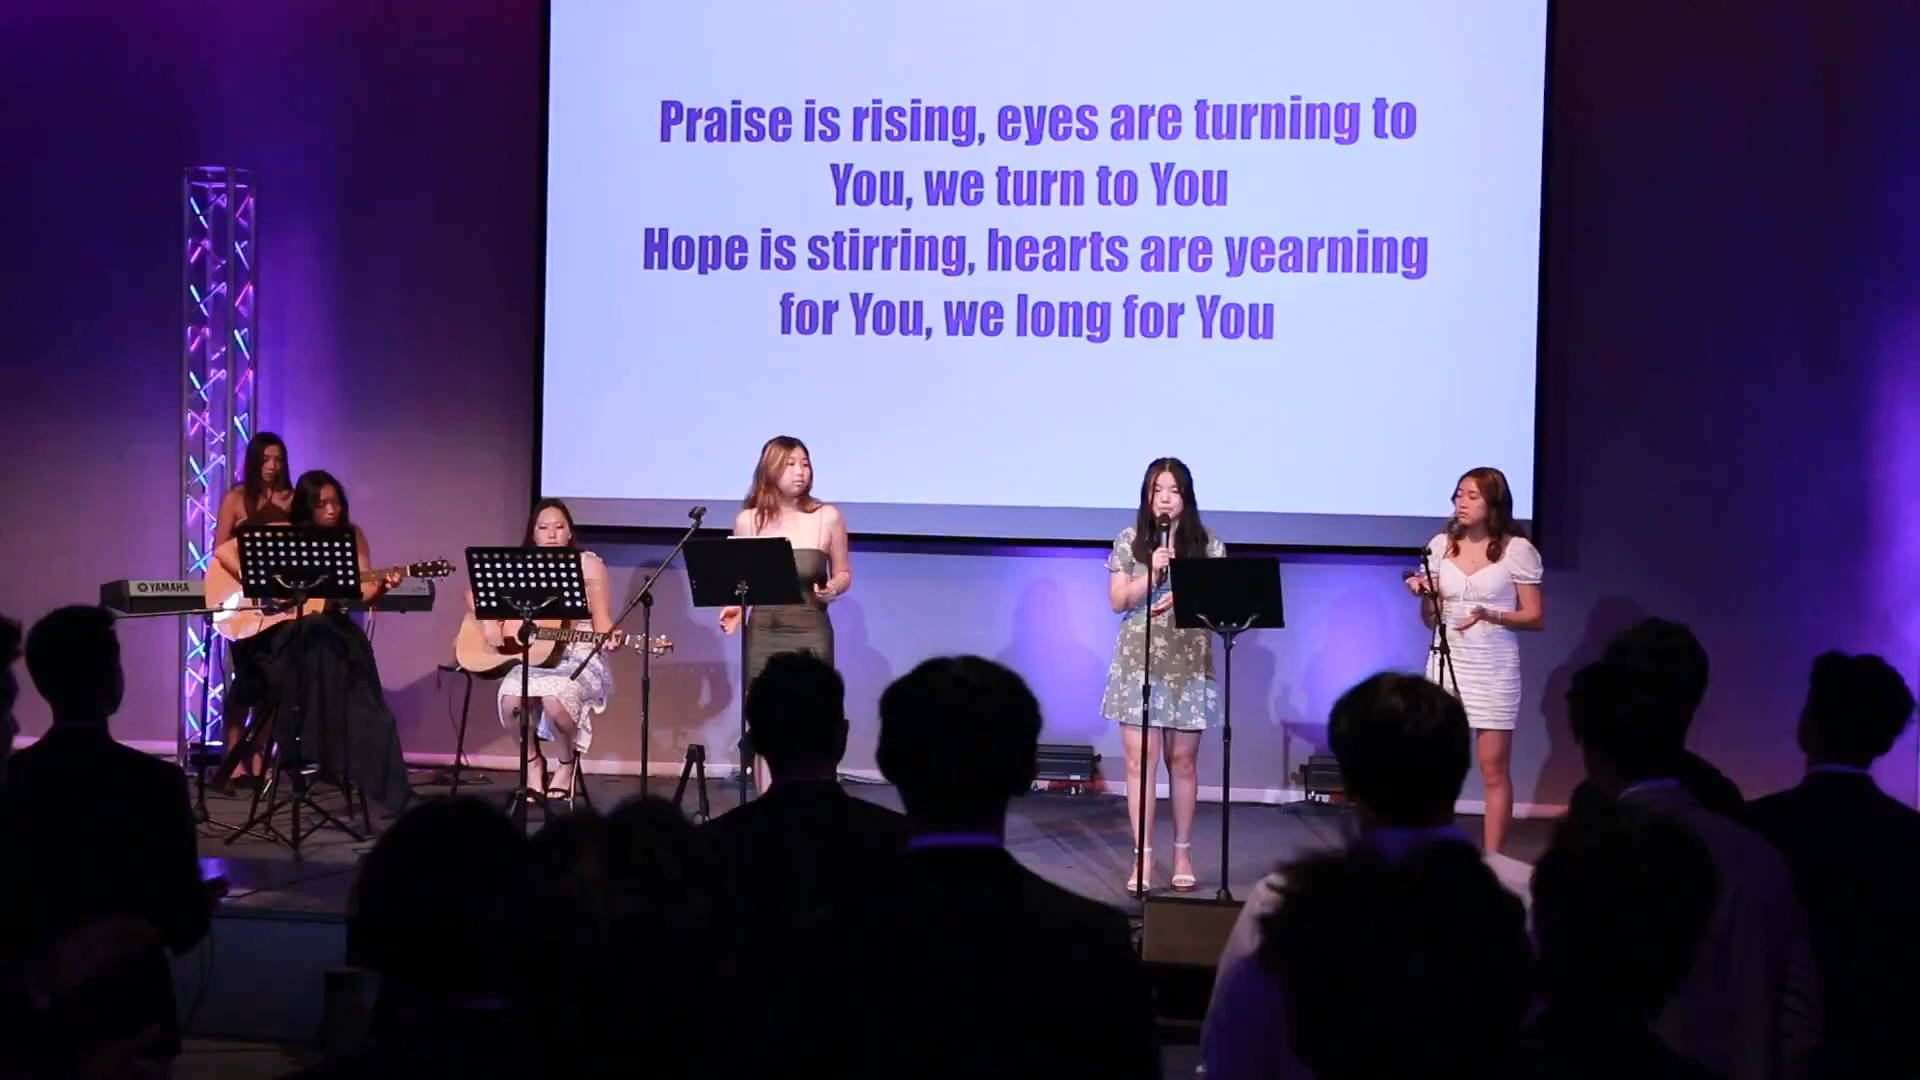 Praise is rising, eyes are turning to
You, we turn to You
Hope is stirring, hearts are yearning
for You, we long for You
YAMAHA